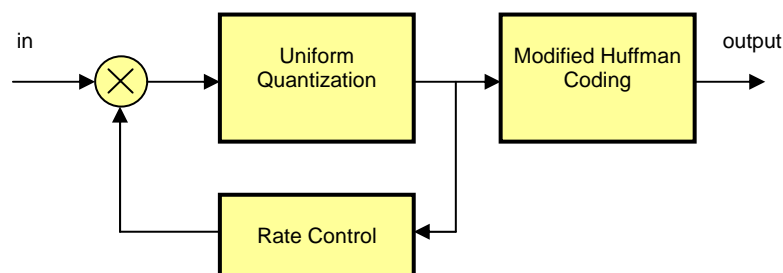 in
Uniform
Quantization
Modified Huffman
Coding
output
Rate Control